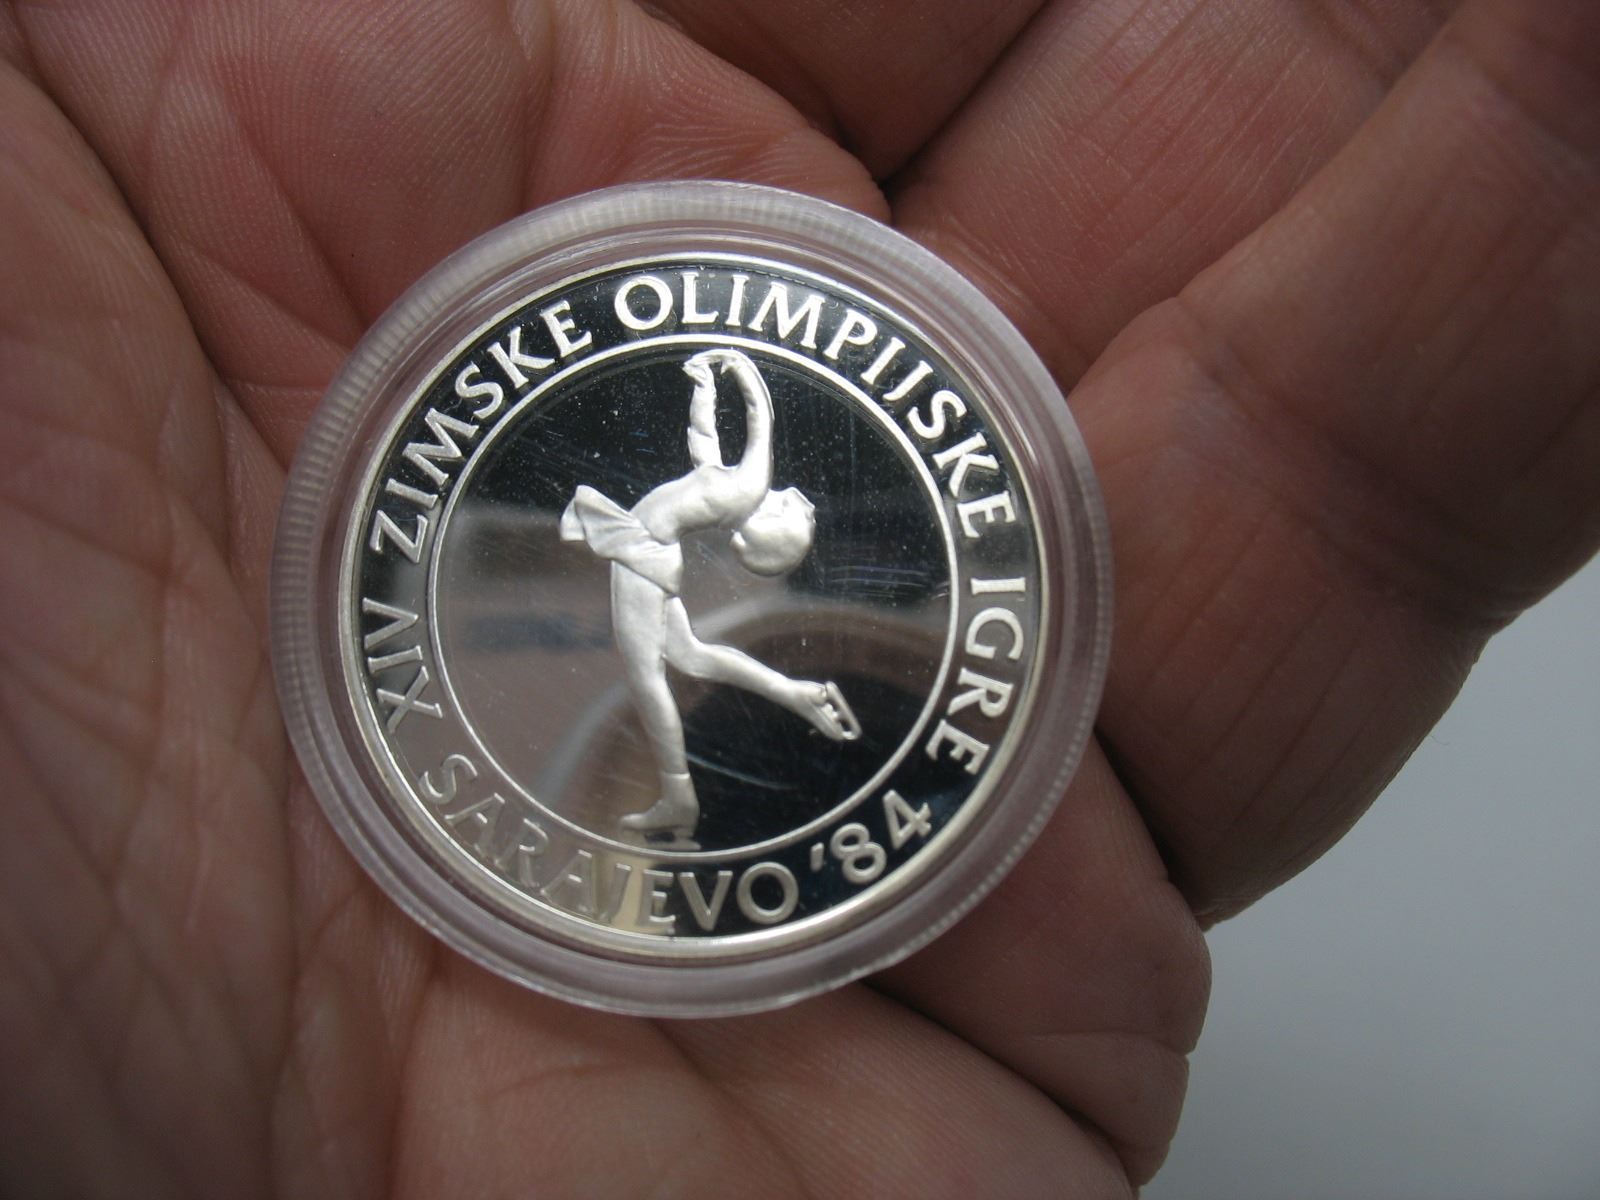 XIV ZIMSKE OLIMPIJSKE IGRE
SARAJEVO '84